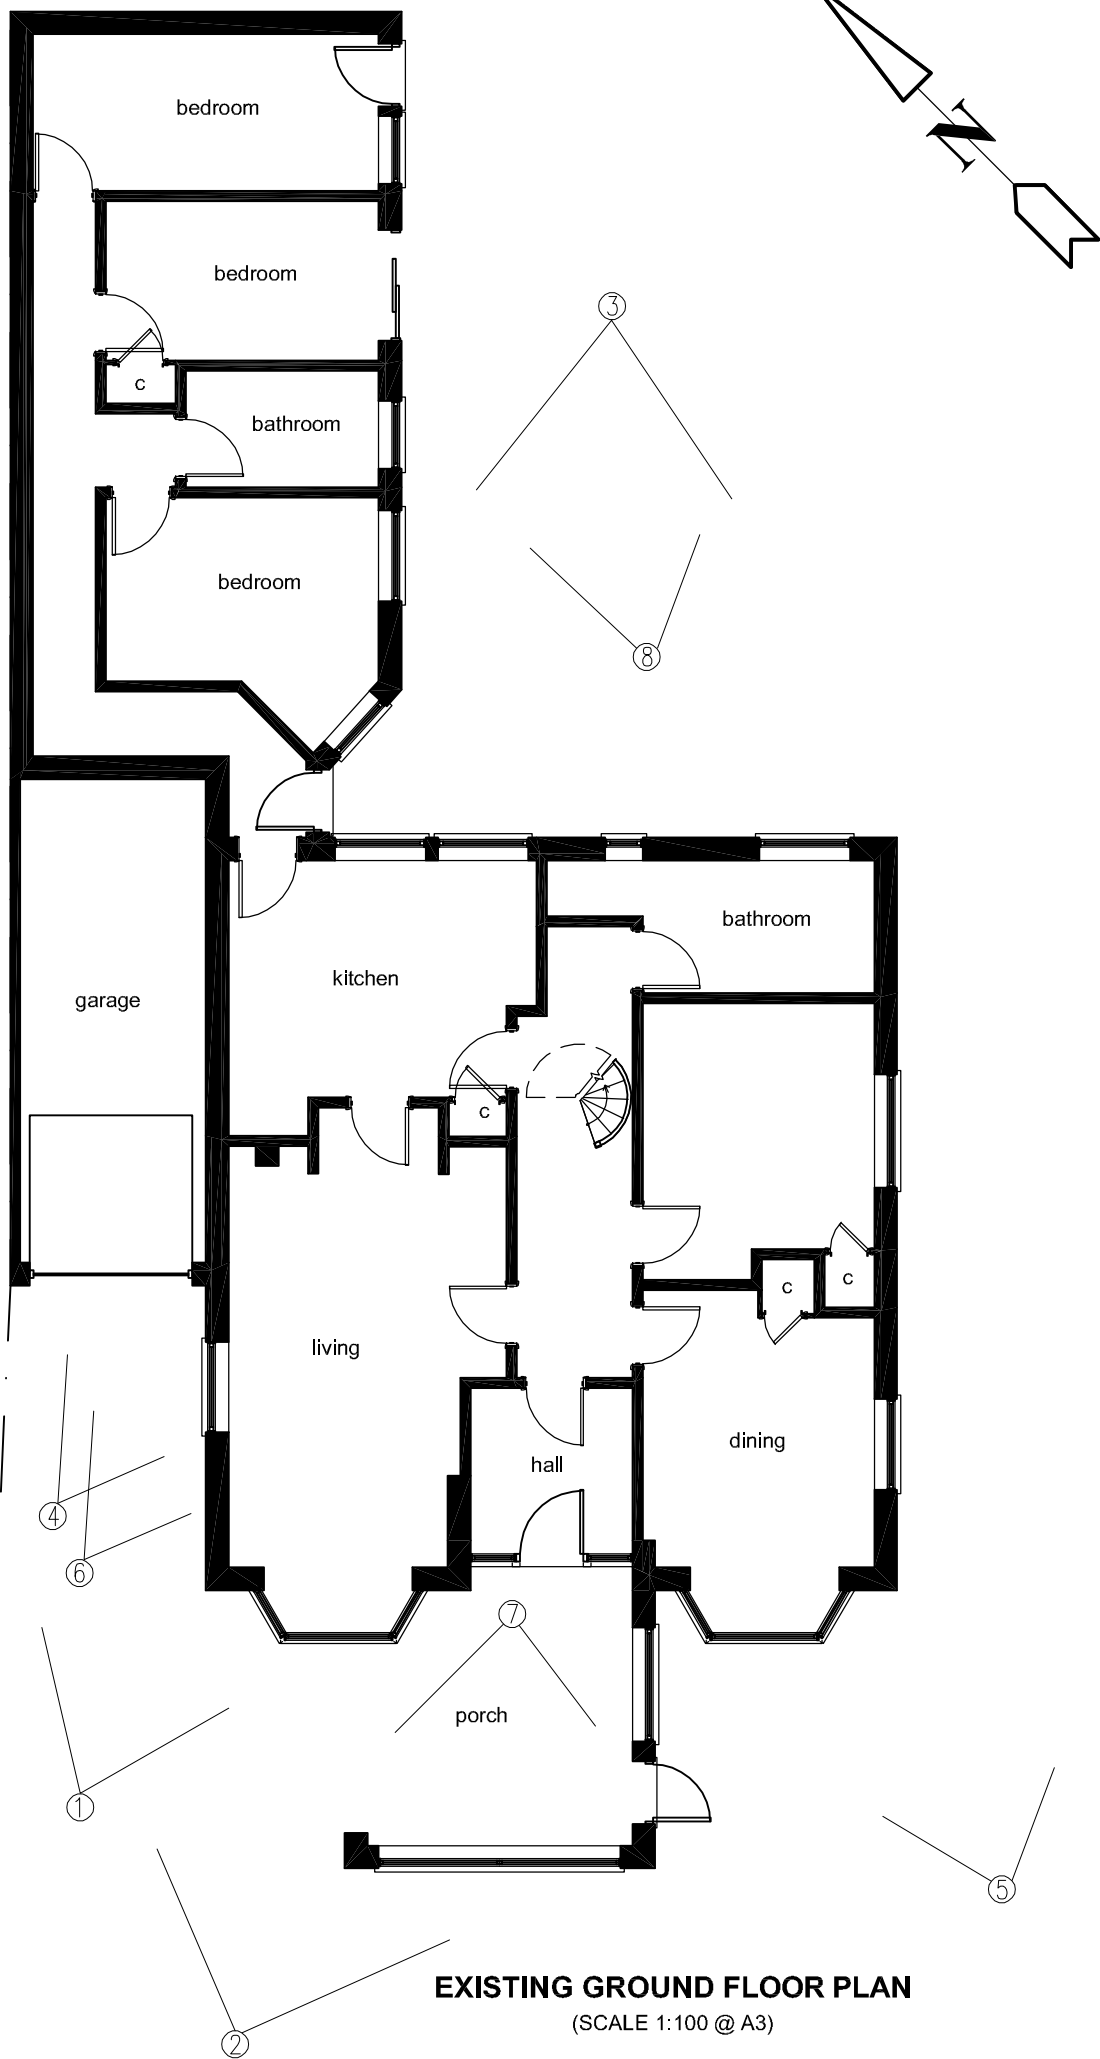 bedroom
N
bedroom
3
c
bathroom
bedroom
8
bathroom
kitchen
garage
c
c
c
living
dining
hall
4
6
7
porch
1
5
EXISTING GROUND FLOOR PLAN
(SCALE 1:100 @ A3)
2